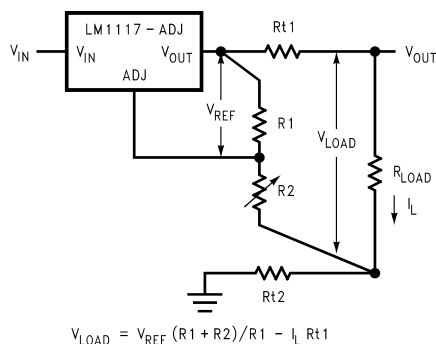 LM1117-ADJ
Rt1
V_IN
V_IN
V_OUT
V_OUT
ADJ
V_REF
R1
V_LOAD
R_LOAD
R2
I_L
Rt2
V_LOAD = V_REF (R1 + R2)/R1 - I_L Rt1